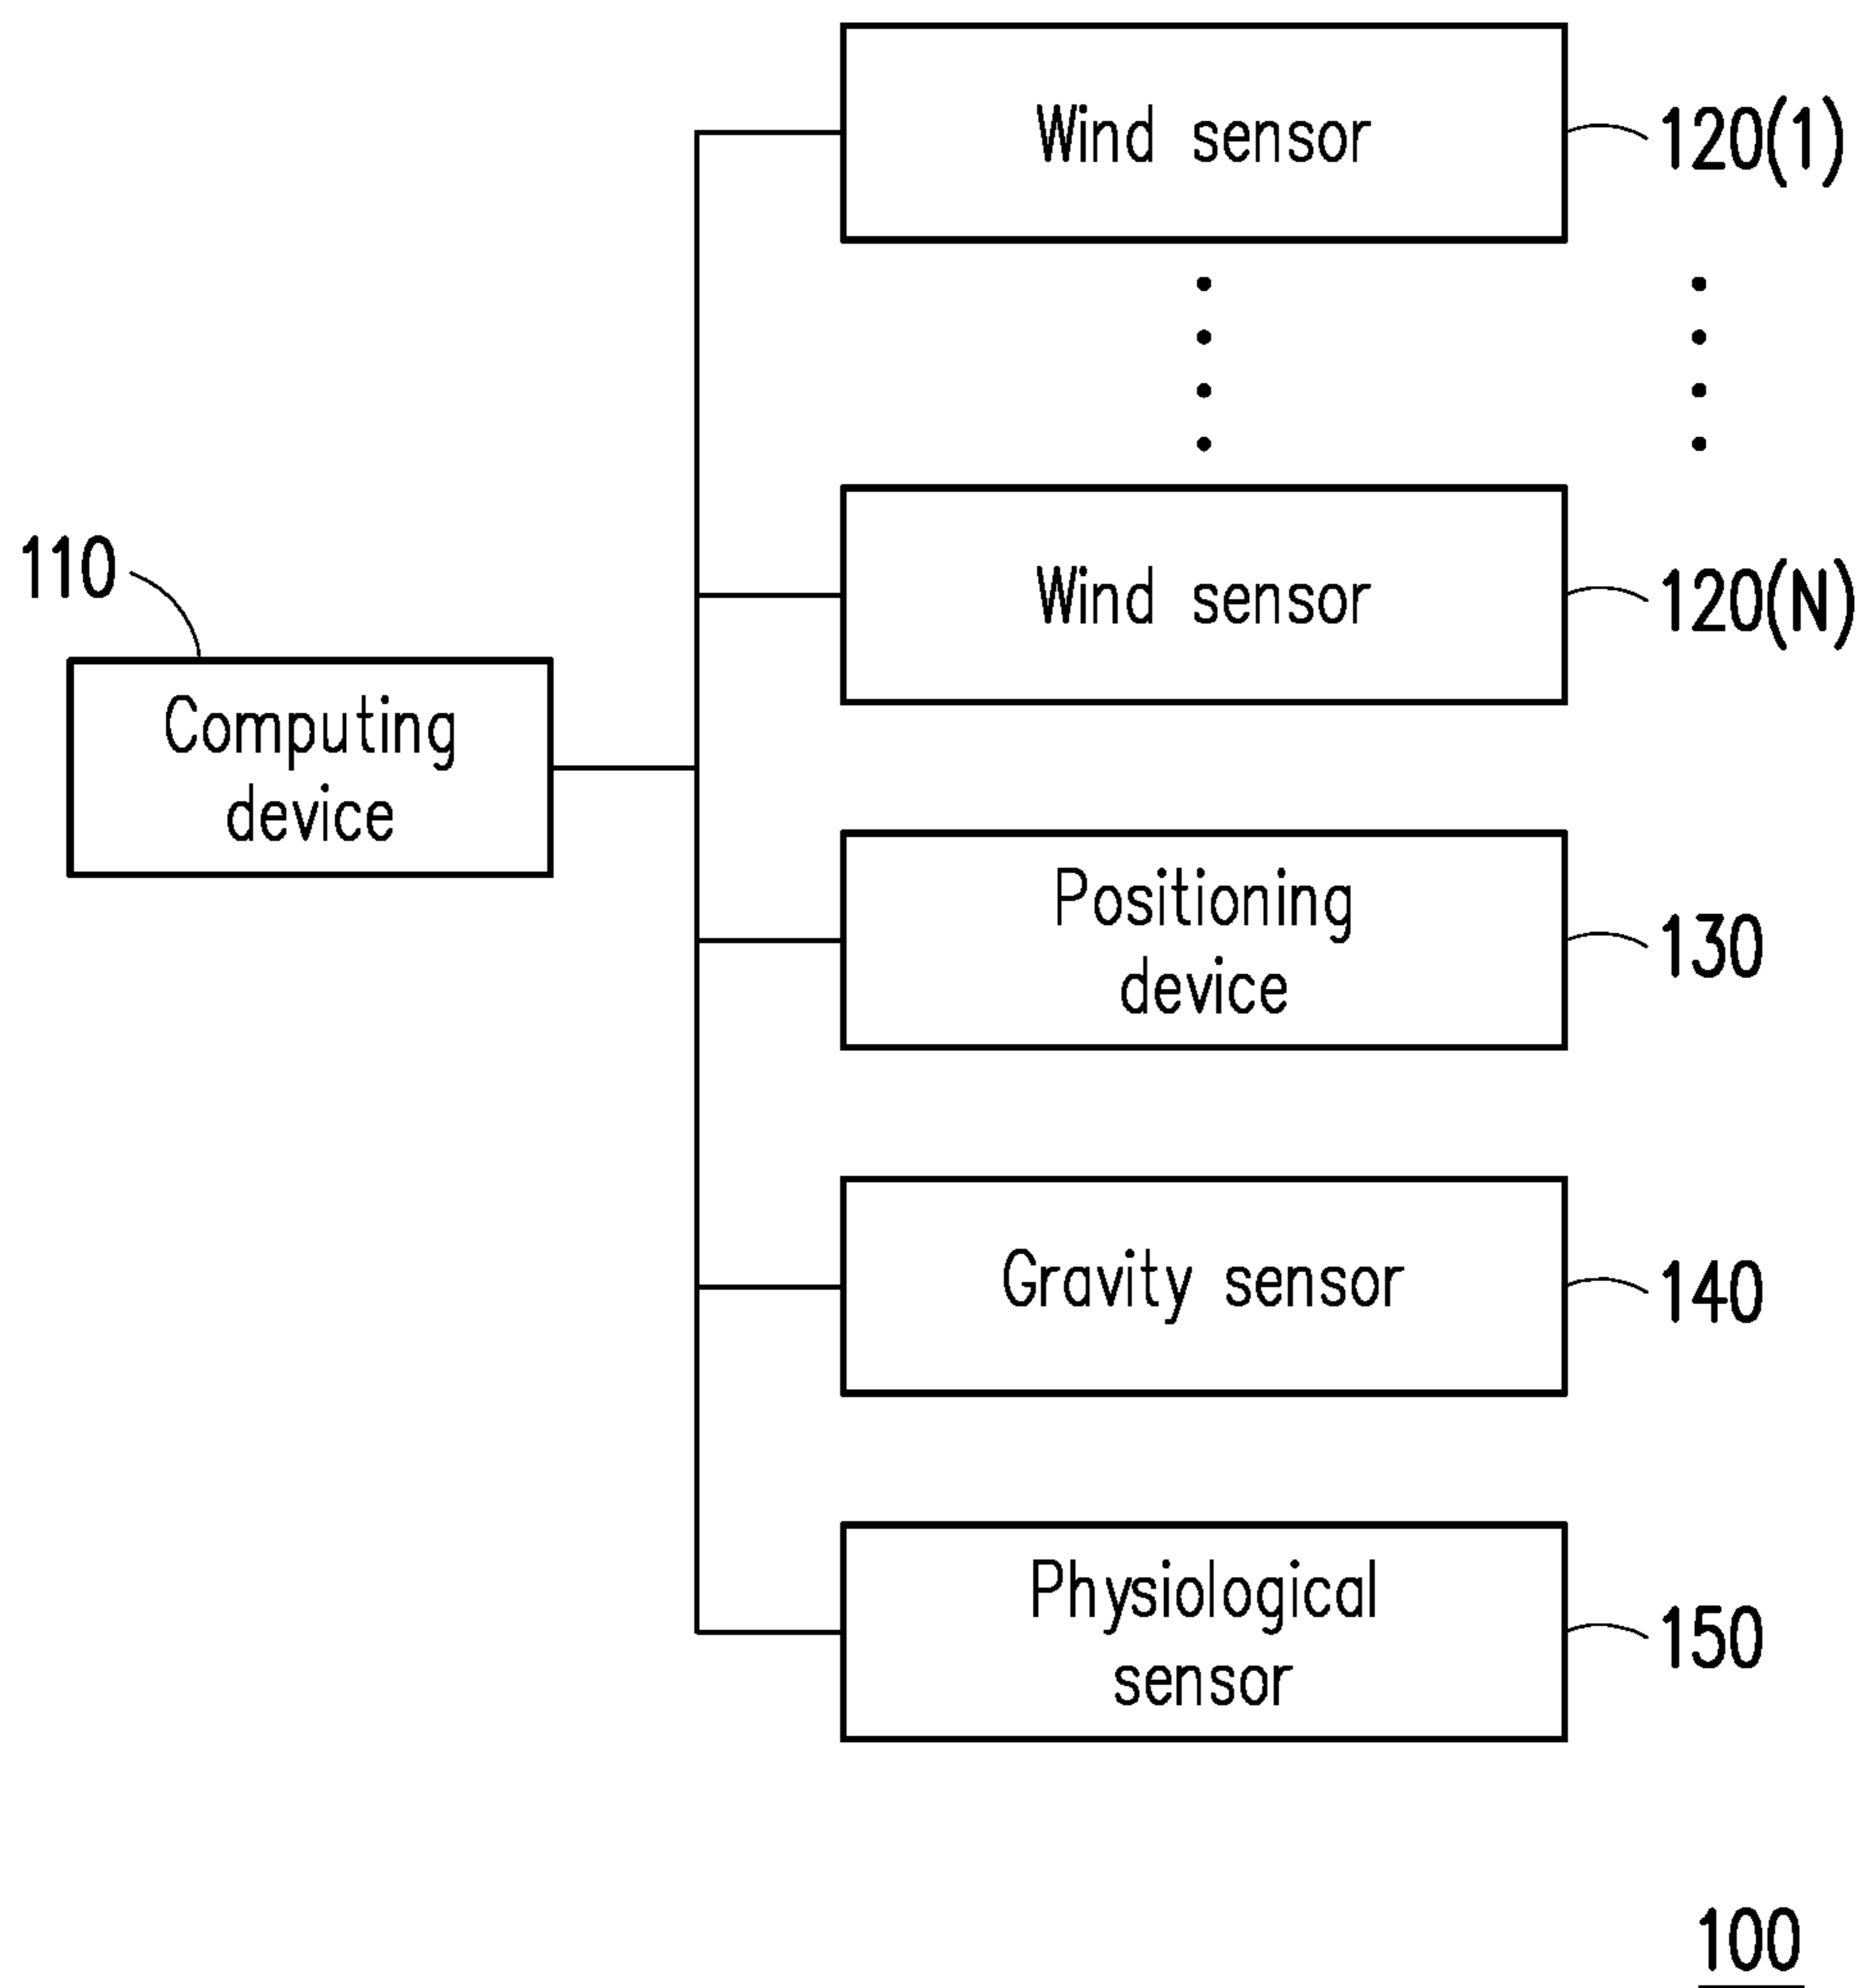 Wind sensor
120(1)
Wind sensor
120(N)
110
Computing
device
Positioning
device
130
Gravity sensor
140
Physiological
sensor
150
100